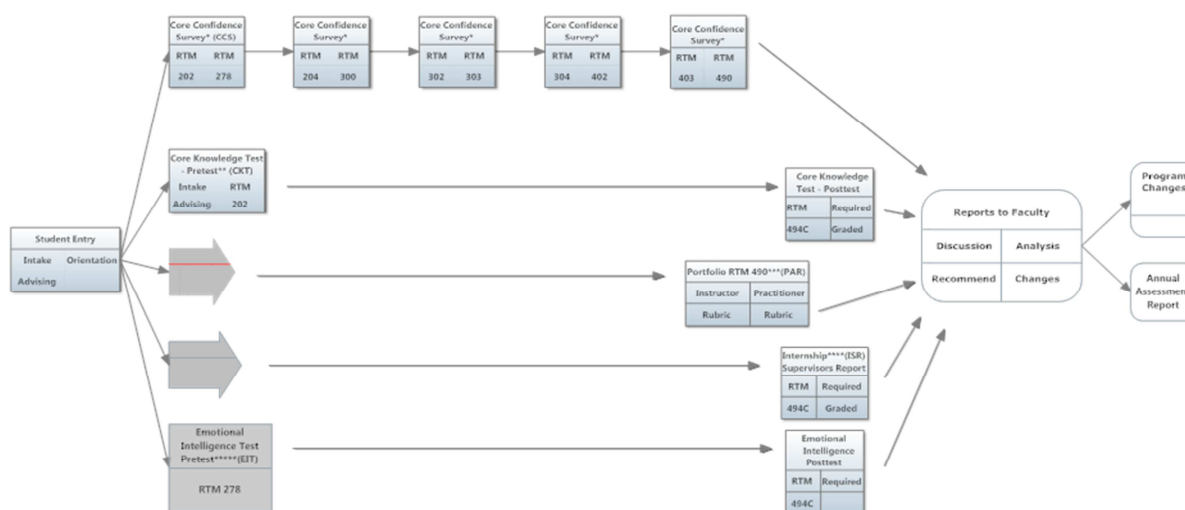 Core Confidence
Survey* (CCS)
RTM RTM
202 278
Core Confidence
Survey*
RTM RTM
204 300
Core Confidence
Survey*
RTM RTM
302 303
Core Confidence
Survey*
RTM RTM
304 402
Core Confidence
Survey*
RTM RTM
403 490
Core Knowledge Test
- Pretest** (CKT)
Intake RTM
Advising 202
Core Knowledge
Test - Posttest
RTM Required
494C Graded
Student Entry
Intake Orientation
Advising
Portfolio RTM 490***(PAR)
Instructor Practitioner
Rubric Rubric
Internship****(ISR)
Supervisors Report
RTM Required
494C Graded
Emotional
Intelligence Test
Pretest*****(EIT)
RTM 278
Emotional
Intelligence
Posttest
RTM Required
494C
Reports to Faculty
Discussion Analysis
Recommend Changes
Program
Changes
Annual
Assessment
Report